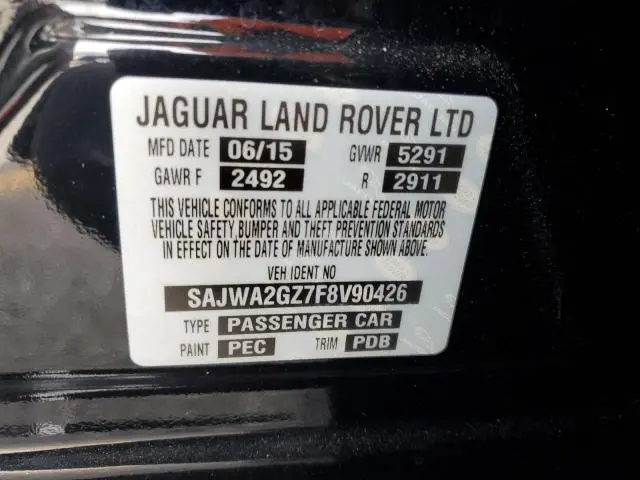 JAGUAR LAND ROVER LTD
MFD DATE 06/15 GVWR 5291
GAWR F 2492 R 2911
THIS VEHICLE CONFORMS TO ALL APPLICABLE FEDERAL MOTOR
VEHICLE SAFETY,BUMPER AND THEFT PREVENTION STANDARDS
IN EFFECT ON THE DATE OF MANUFACTURE SHOWN ABOVE.
VEH IDENT NO
SAJWA2GZ7F8V90426
TYPE PASSENGER CAR
PAINT PEC TRIM PDB